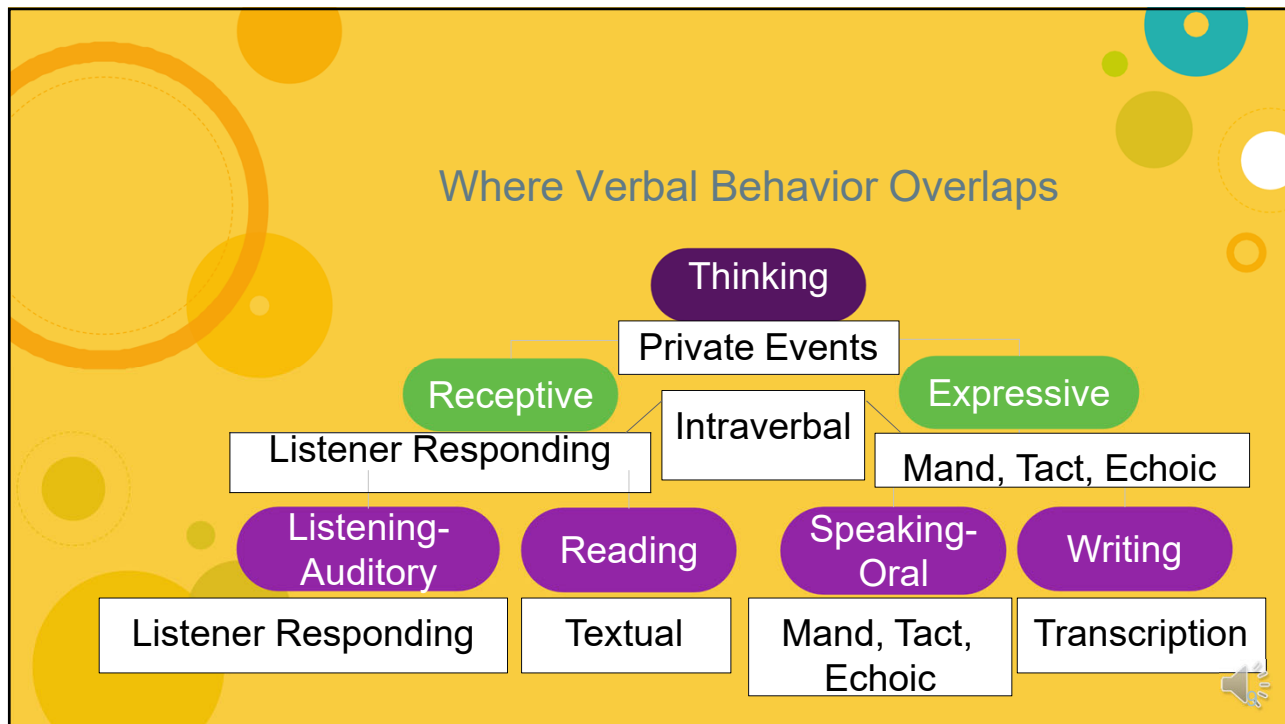 Where Verbal Behavior Overlaps
Thinking
Private Events
Receptive
Expressive
Intraverbal
Listener Responding
Mand, Tact, Echoic
Listening-
Auditory
Reading
Speaking-
Oral
Writing
Listener Responding
Textual
Mand, Tact,
Echoic
Transcription